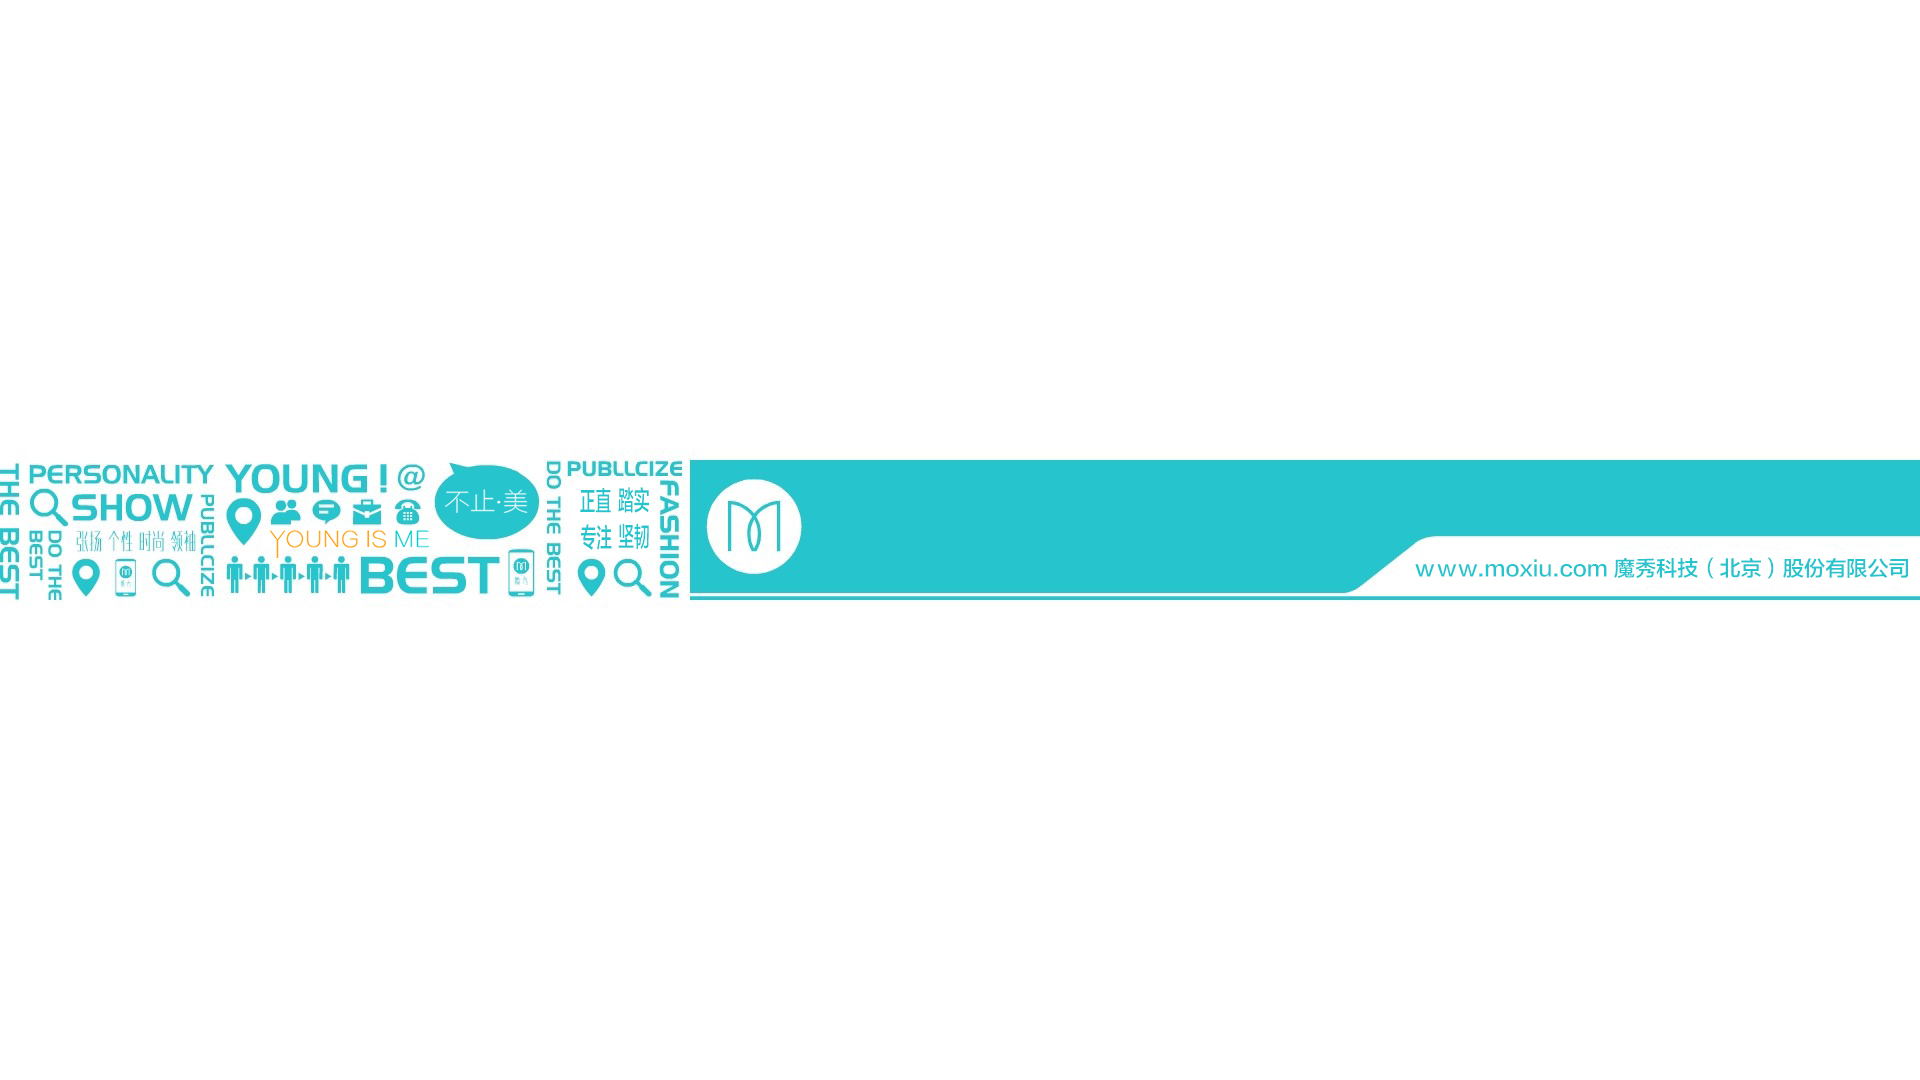 THE BEST
PERSONALITY
SHOW
DO THE
BEST
张扬 个性 时尚 领袖
PUBLLCIZE
YOUNG ! @
不止·美
YOUNG IS ME
BEST
DO THE BEST
PUBLLCIZE
正直 踏实
专注 坚韧
FASHION
M
www.moxiu.com 魔秀科技（北京）股份有限公司